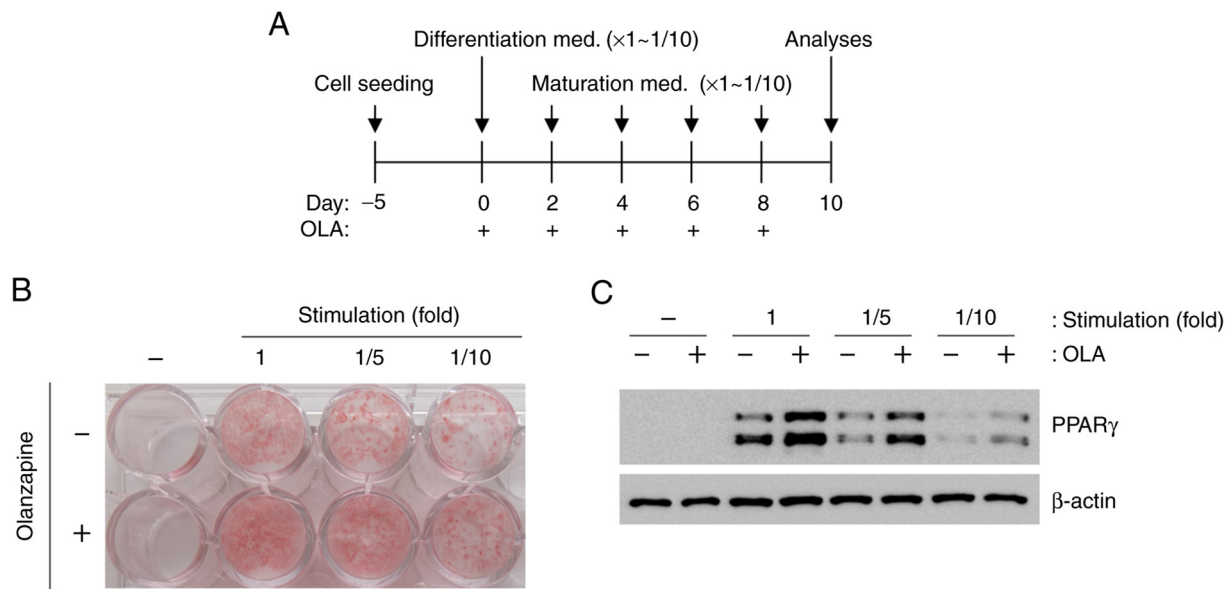 A
Differentiation med. (×1~1/10) Analyses
Cell seeding Maturation med. (×1~1/10)
Day: −5 0 2 4 6 8 10
OLA: + + + + +
B
Stimulation (fold)
− 1 1/5 1/10
Olanzapine
−
+
C
− 1 1/5 1/10 : Stimulation (fold)
− + − + − + − + : OLA
PPARγ
β-actin